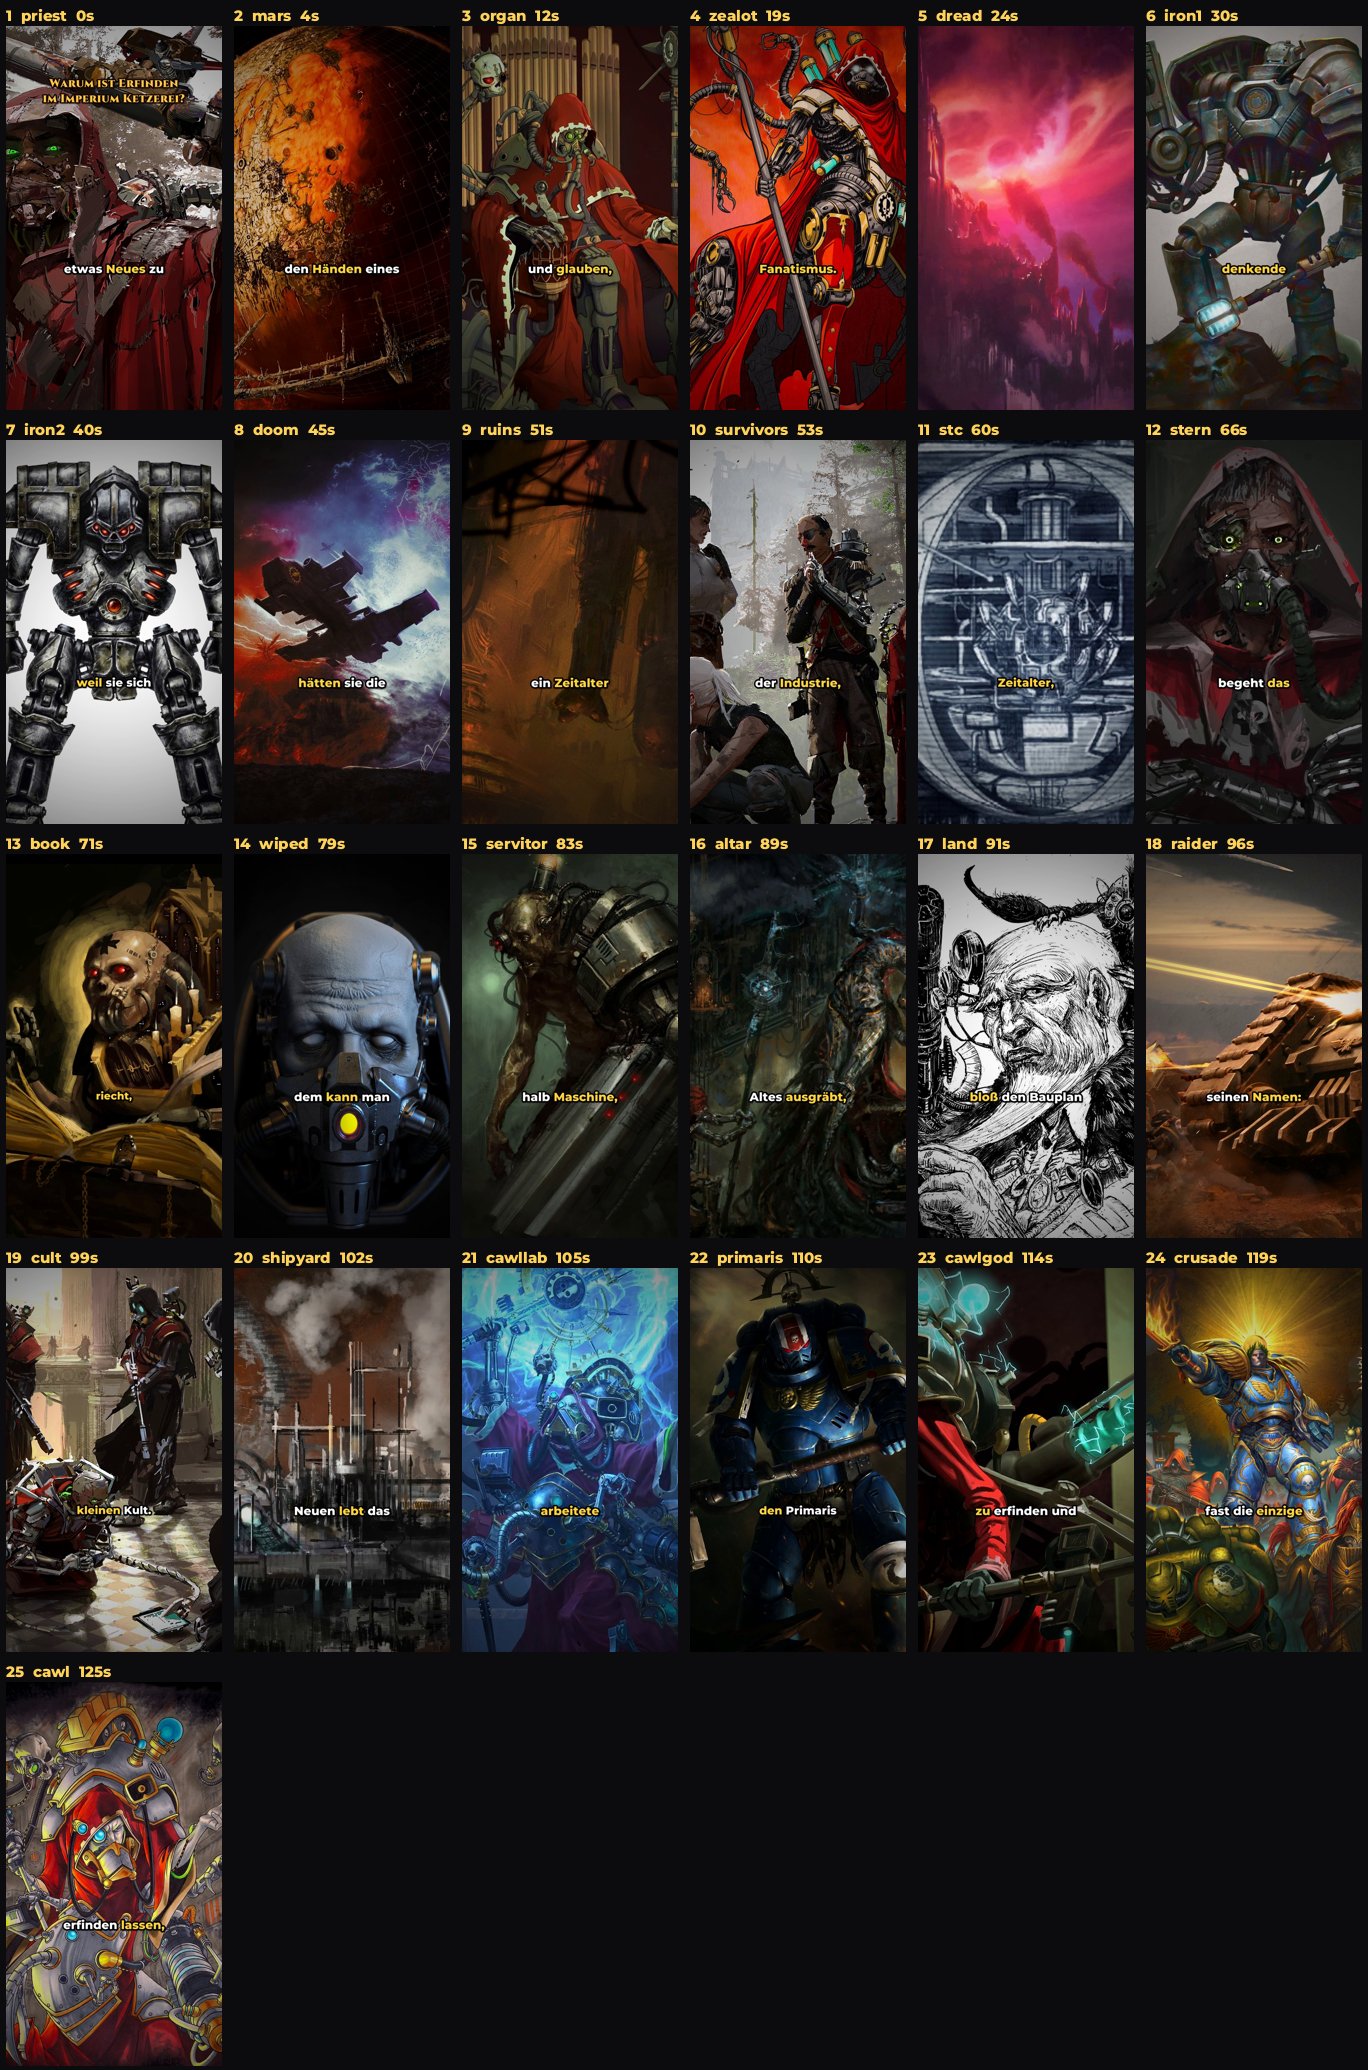 1 priest 0s
2 mars 4s
3 organ 12s
4 zealot 19s
5 dread 24s
6 iron1 30s
Warum ist Erfinden
im Imperium Ketzerei?
etwas Neues zu
den Händen eines
und glauben,
Fanatismus.
denkende
7 iron2 40s
8 doom 45s
9 ruins 51s
10 survivors 53s
11 stc 60s
12 stern 66s
weil sie sich
hätten sie die
ein Zeitalter
der Industrie,
Zeitalter,
begeht das
13 book 71s
14 wiped 79s
15 servitor 83s
16 altar 89s
17 land 91s
18 raider 96s
riecht,
dem kann man
halb Maschine,
Altes ausgräbt,
bloß den Bauplan
seinen Namen:
19 cult 99s
20 shipyard 102s
21 cawllab 105s
22 primaris 110s
23 cawlgod 114s
24 crusade 119s
kleinen Kult.
Neuen lebt das
arbeitete
den Primaris
zu erfinden und
fast die einzige
25 cawl 125s
erfinden lassen,